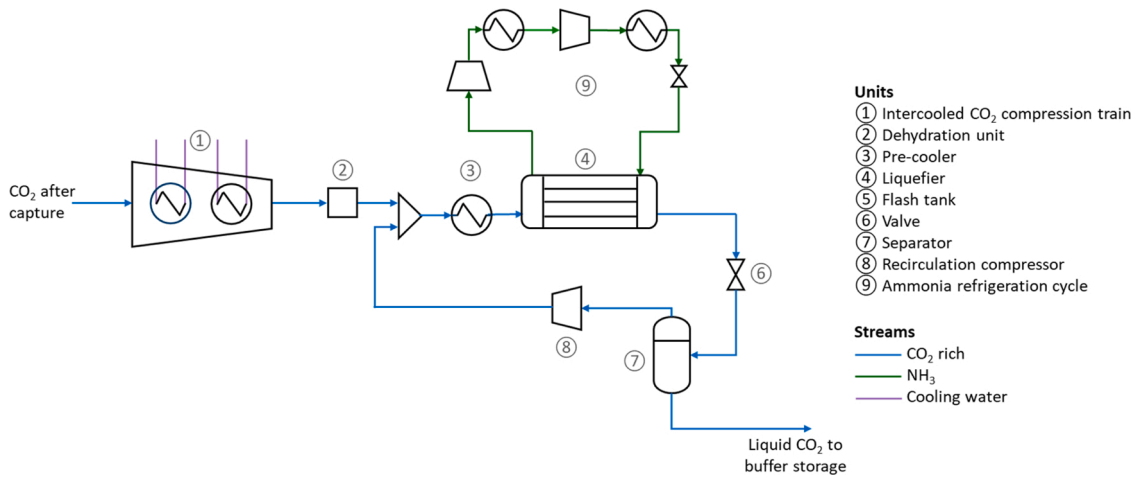 ⑨
①
③
④
②
CO₂ after
capture
⑥
⑧
⑦
Liquid CO₂ to
buffer storage
Units
① Intercooled CO₂ compression train
② Dehydration unit
③ Pre-cooler
④ Liquefier
⑤ Flash tank
⑥ Valve
⑦ Separator
⑧ Recirculation compressor
⑨ Ammonia refrigeration cycle
Streams
CO₂ rich
NH₃
Cooling water